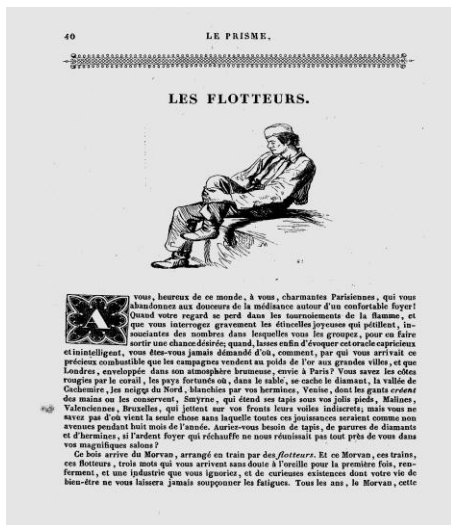 40
LE PRISME.
LES FLOTTEURS.
A vous, heureux de ce monde, à vous, charmantes Parisiennes, qui vous
abandonnez aux douceurs de la médisance autour d'un confortable foyer!
Quand votre regard se perd dans les tournoiements de la flamme, et
que vous interrogez gravement les étincelles joyeuses qui pétillent, in-
souciantes des nombres dans lesquelles vous les groupez, pour en faire
sortir une chance désirée; quand, lasses enfin d'évoquer cet oracle capricieux
et inintelligent, vous êtes-vous jamais démandé d'où, comment, par qui vous arrivait ce
précieux combustible que les campagnes vendent au poids de l'or aux grandes villes, et que
Londres, enveloppée dans son atmosphère brumeuse, envie à Paris? Vous savez les côtes
rougies par le corail, les pays fortunés où, dans le sable, se cache le diamant, la vallée de
Cachemire, les neiges du Nord, blanchies par vos hermines, Venise, dont les gants créent
des mains ou les conservent, Smyrne, qui étend ses tapis sous vos jolis pieds, Malines,
Valenciennes, Bruxelles, qui jettent sur vos fronts leurs voiles indiscrets; mais vous ne
savez pas d'où vient la seule chose sans laquelle toutes ces jouissances seraient comme non
avenues pendant huit mois de l'année. Auriez-vous besoin de tapis, de parures de diamants
et d'hermines, si l'ardent foyer qui réchauffe ne nous réunissait pas tout près de vous dans
vos magnifiques salons?
Ce bois arrive du Morvan, arrangé en train par des flotteurs. Et ce Morvan, ces trains,
ces flotteurs, trois mots qui vous arrivent sans doute à l'oreille pour la première fois, ren-
ferment, et une industrie que vous ignoriez, et de curieuses existences dont votre vie de
bien-être ne vous laissera jamais soupçonner les fatigues. Tous les ans, le Morvan, cette